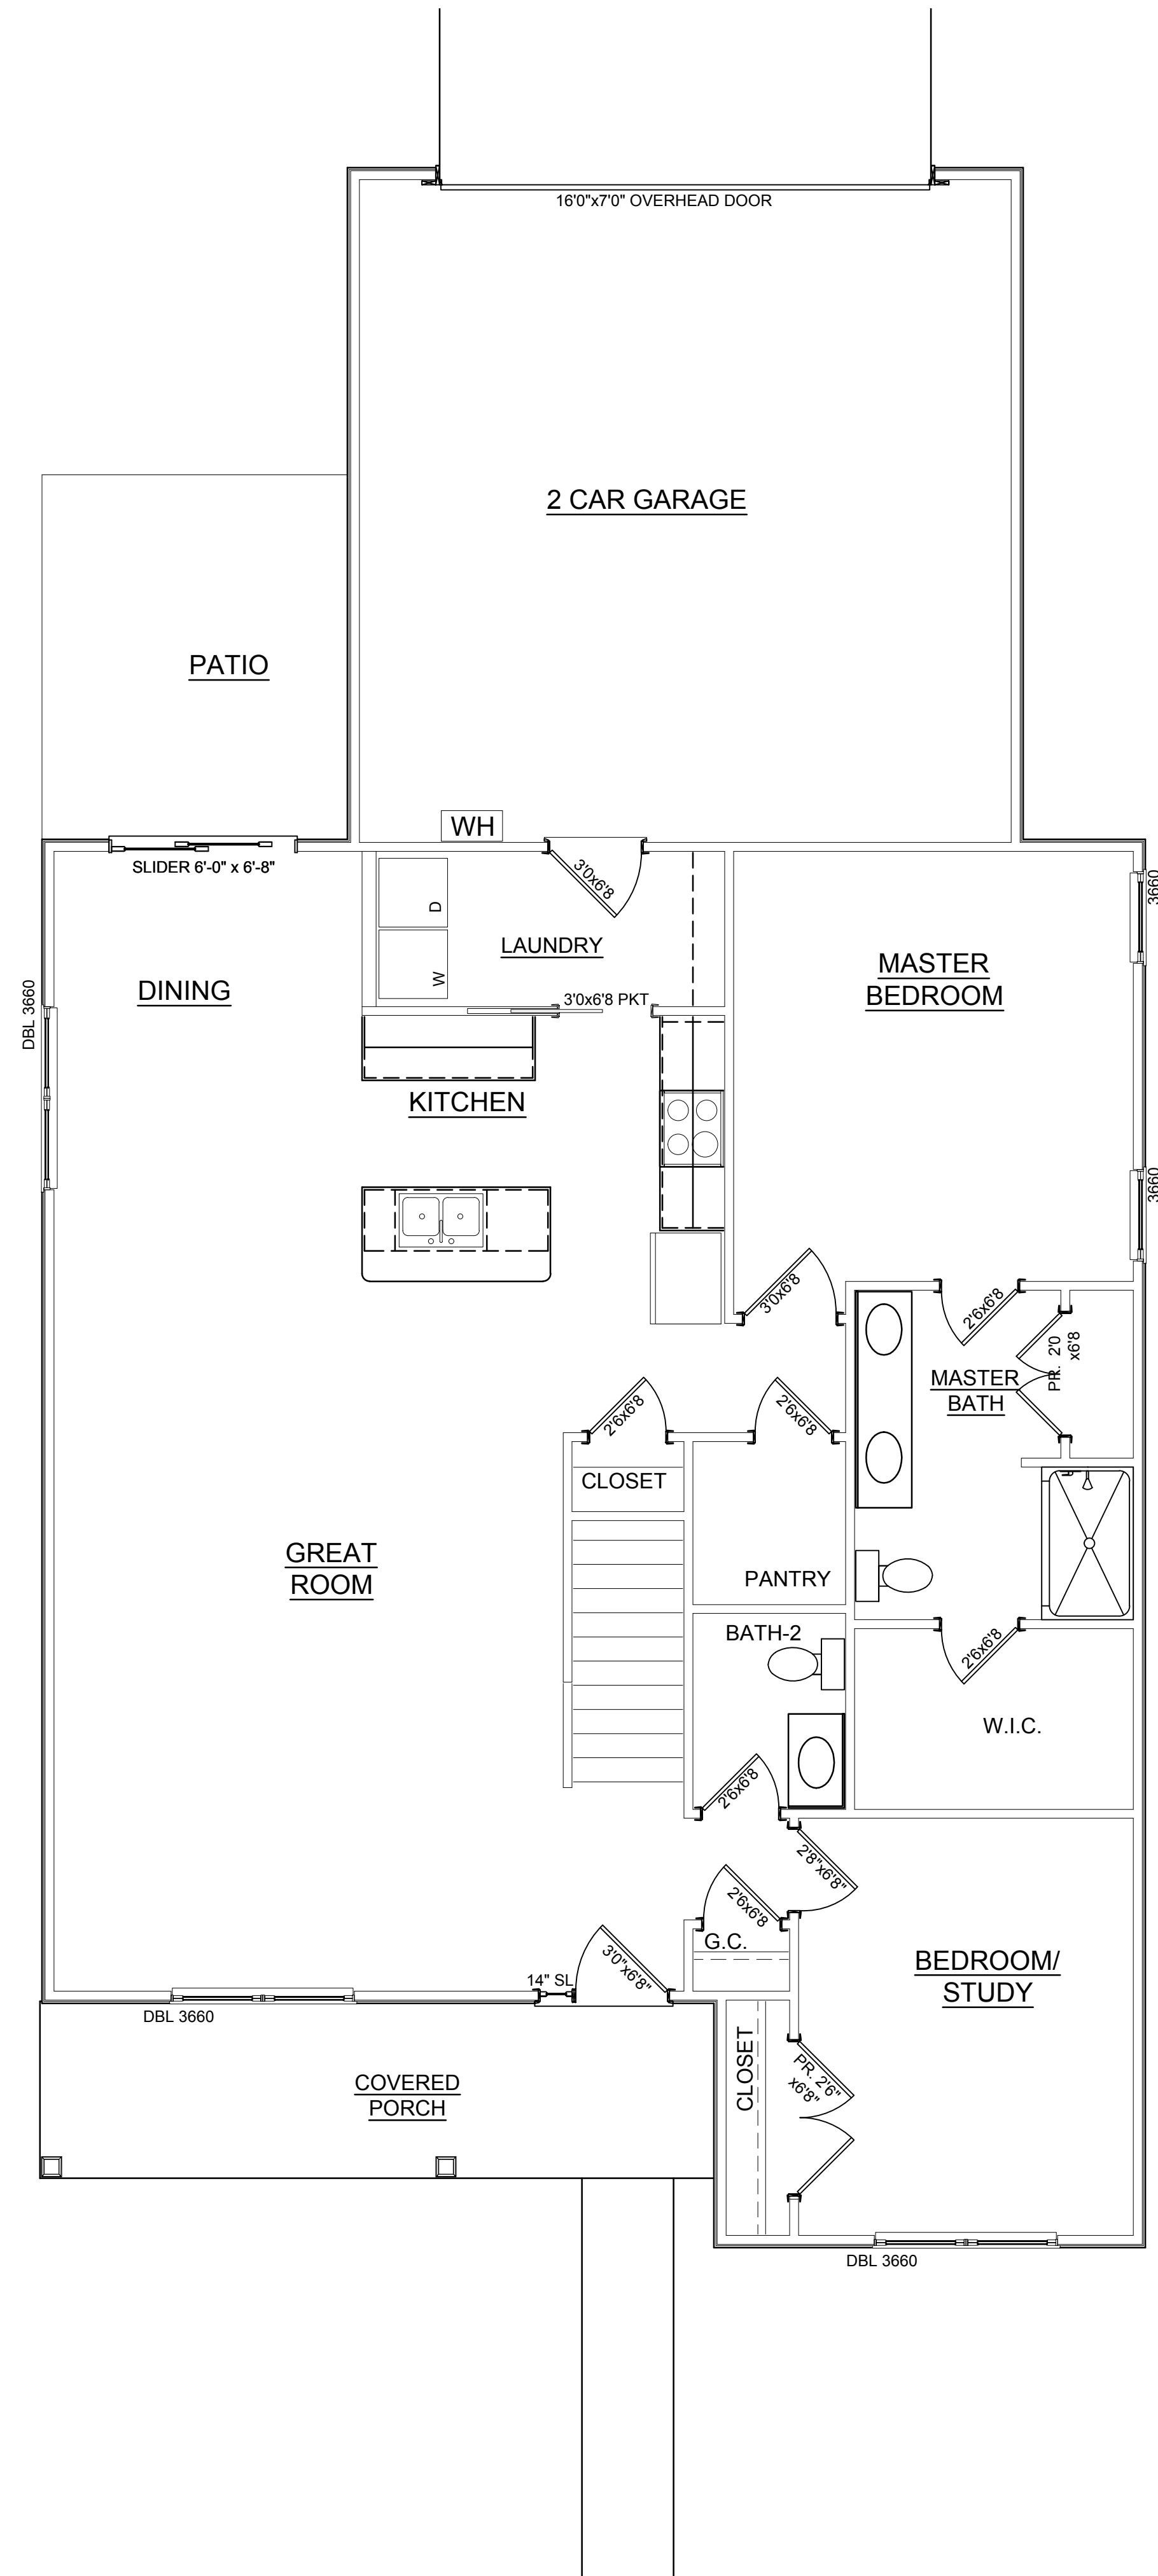 16'0"x7'0" OVERHEAD DOOR
2 CAR GARAGE
PATIO
WH
SLIDER 6'-0" x 6'-8"
3'0x6'8
3660
D
LAUNDRY
W
MASTER
BEDROOM
DINING
DBL 3660
3'0x6'8 PKT
KITCHEN
3660
3'0x6'8
2'6x6'8
PR. 2'0
x6'8
MASTER
BATH
2'6x6'8
2'6x6'8
CLOSET
GREAT
ROOM
PANTRY
BATH-2
2'6x6'8
W.I.C.
2'6x6'8
2'8"x6'8"
2'6x6'8
G.C.
3'0"x6'8"
14" SL
BEDROOM/
STUDY
DBL 3660
CLOSET
PR. 2'6"
x6'8"
COVERED
PORCH
DBL 3660